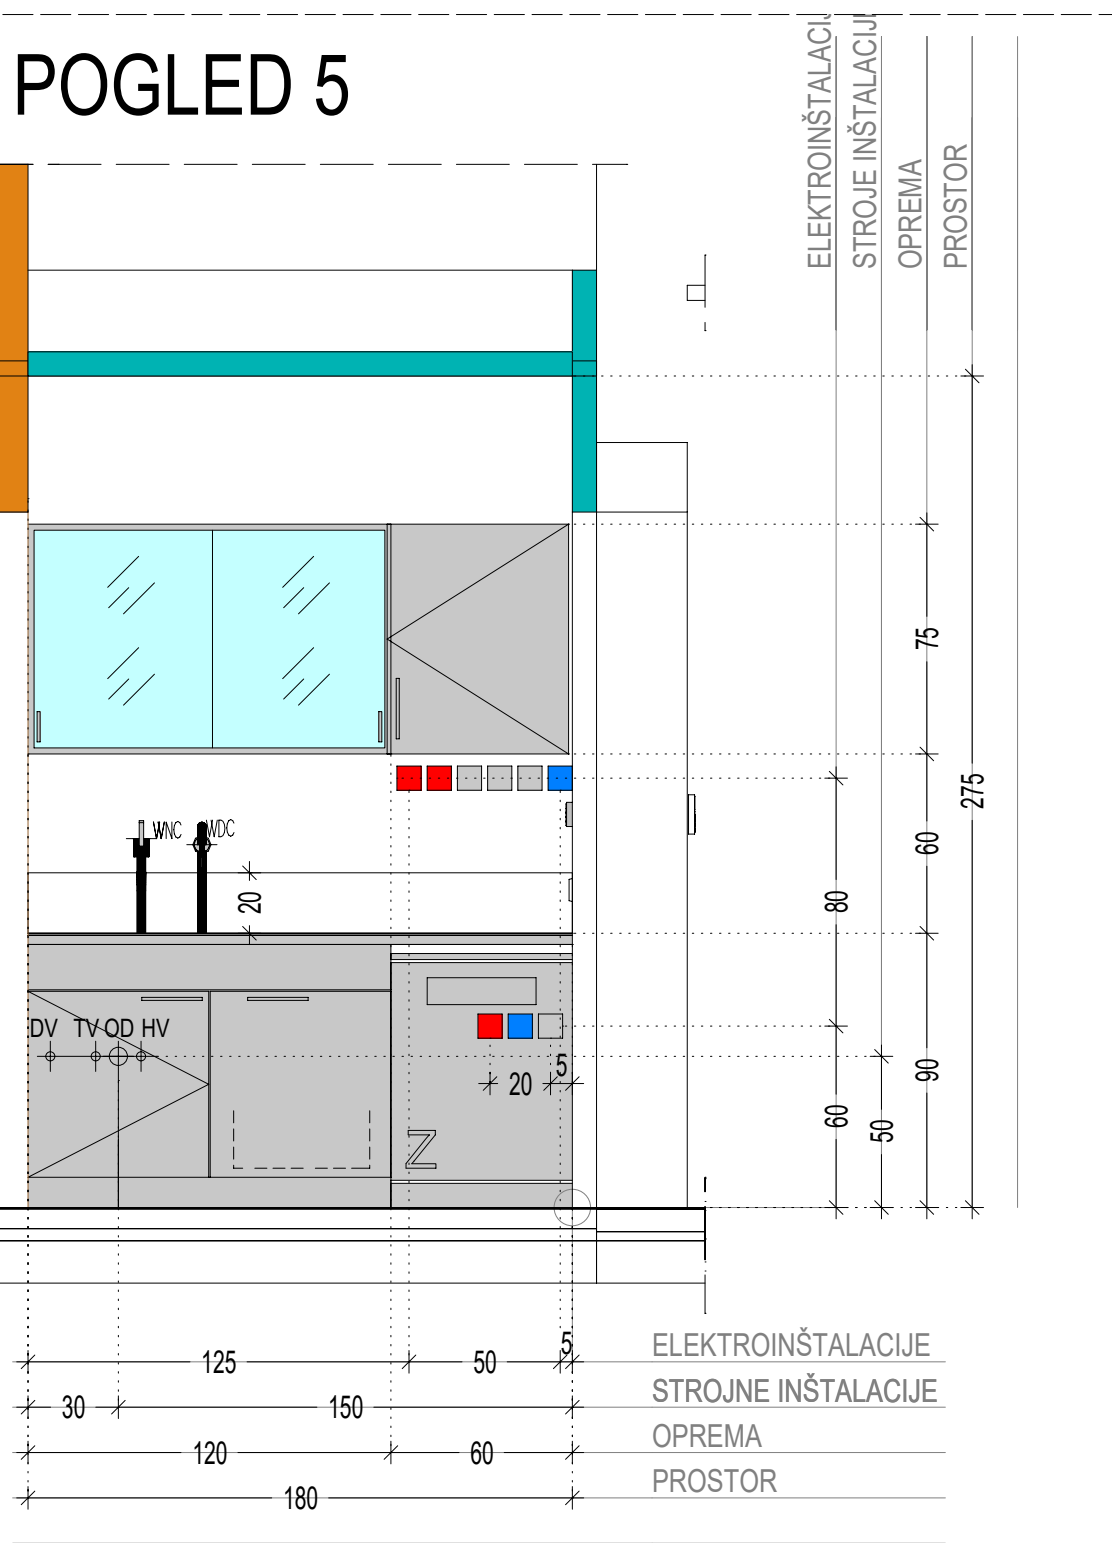 POGLED 5
ELEKTROINŠTALACIJ
STROJE INŠTALACIJ
OPREMA
PROSTOR
75
275
60
WNC
WDC
80
20
DV TV OD HV
5
20
90
60
50
Z
5
125
50
ELEKTROINŠTALACIJE
30
150
STROJNE INŠTALACIJE
120
60
OPREMA
180
PROSTOR